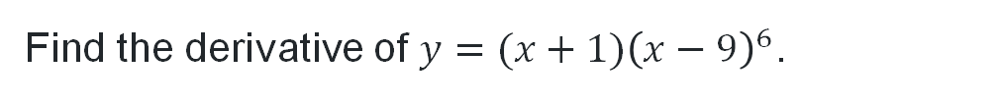 Find the derivative of y = (x + 1)(x − 9)⁶.